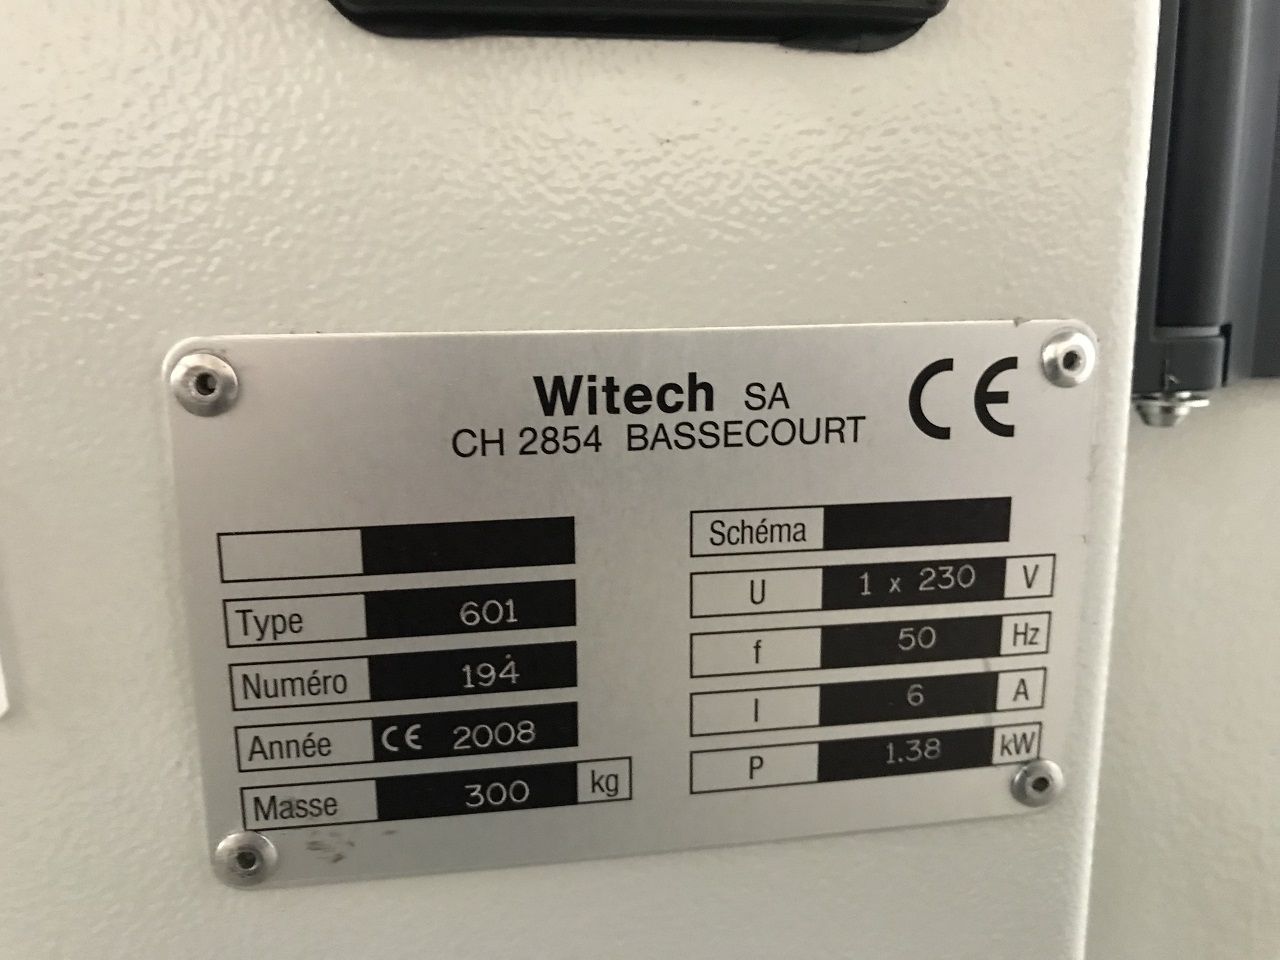 Witech SA CE
CH 2854 BASSECOURT
Type 601
Numéro 194
Année CE 2008
Masse 300 kg
Schéma
U 1 x 230 V
f 50 Hz
I 6 A
P 1.38 kW